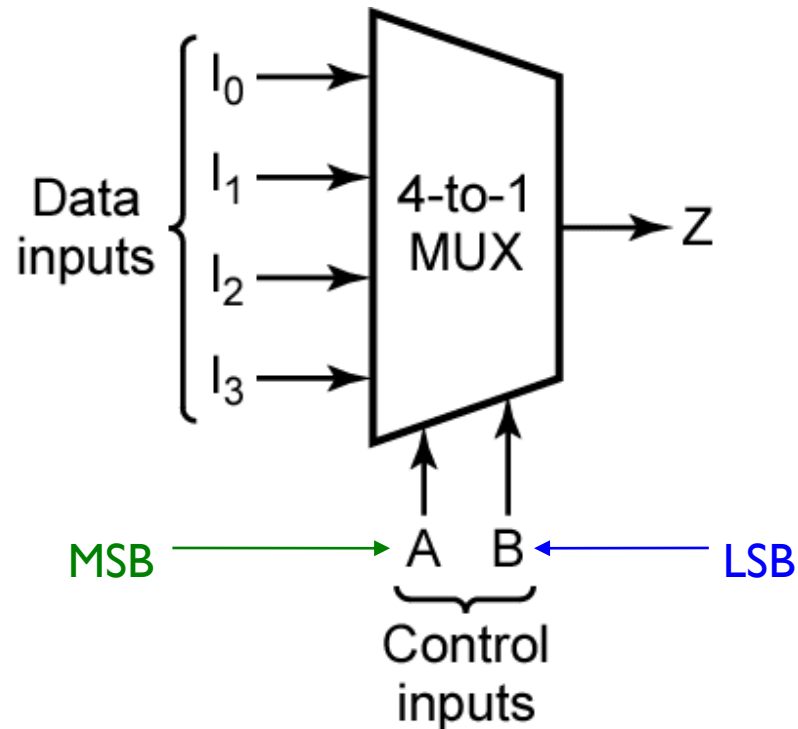 I0
I1
I2
I3
Data
inputs
4-to-1
MUX
Z
MSB
A
B
LSB
Control
inputs